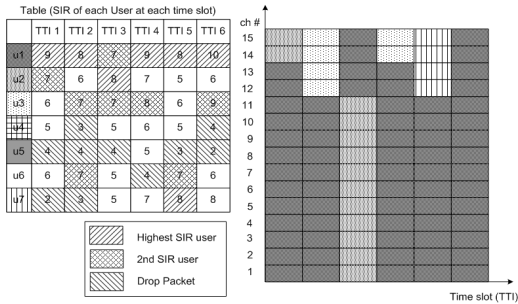 Table (SIR of each User at each time slot)
TTI 1 TTI 2 TTI 3 TTI 4 TTI 5 TTI 6
u1 9 8 7 9 8 10
u2 7 6 8 7 5 6
u3 6 7 7 8 6 9
u4 5 3 5 6 5 4
u5 4 4 4 5 3 2
u6 6 7 5 4 7 6
u7 2 3 5 7 8 8
Highest SIR user
2nd SIR user
Drop Packet
ch #
15
14
13
12
11
10
9
8
7
6
5
4
3
2
1
Time slot (TTI)